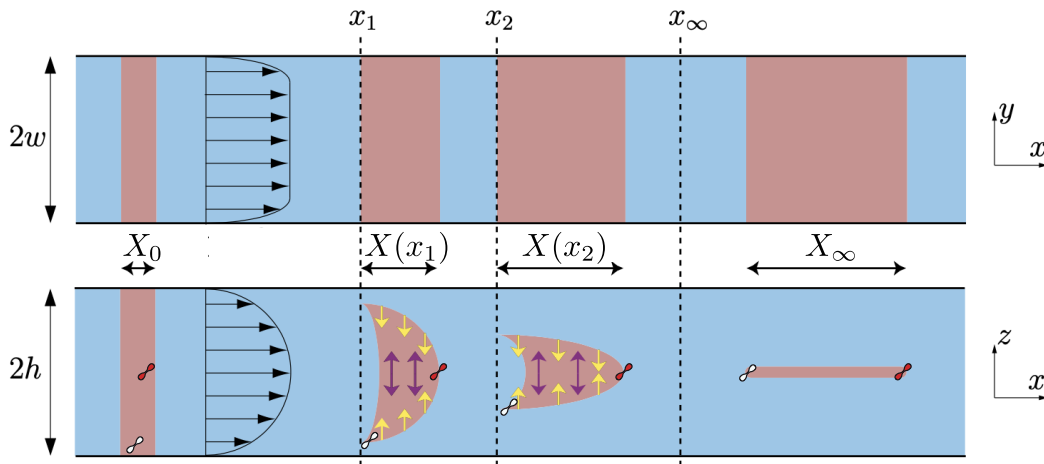 x₁ x₂ x∞
2w
y
x
X₀ X(x₁) X(x₂) X∞
2h
z
x